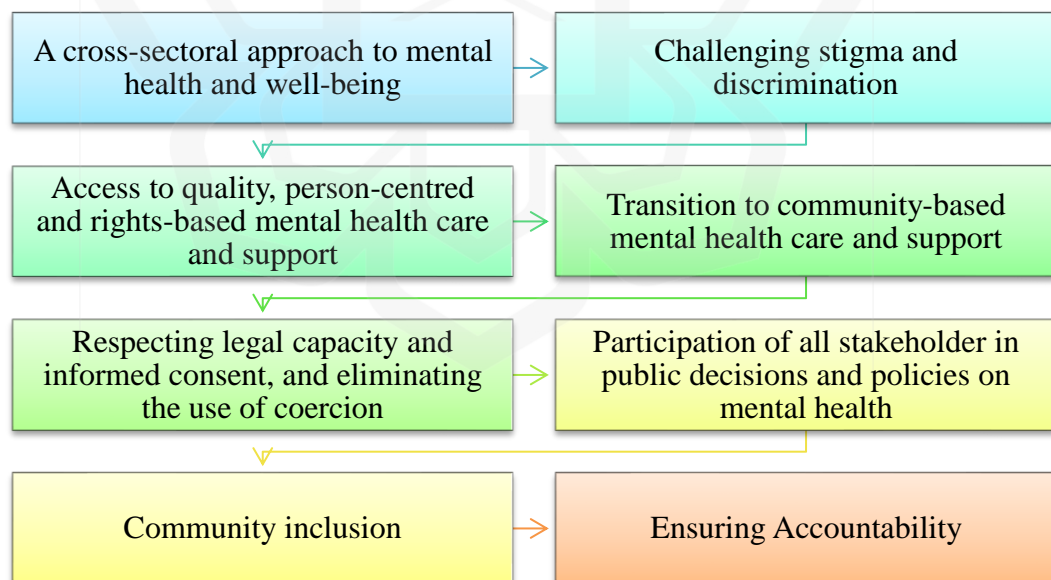 A cross-sectoral approach to mental
health and well-being
Challenging stigma and
discrimination
Access to quality, person-centred
and rights-based mental health care
and support
Transition to community-based
mental health care and support
Respecting legal capacity and
informed consent, and eliminating
the use of coercion
Participation of all stakeholder in
public decisions and policies on
mental health
Community inclusion
Ensuring Accountability